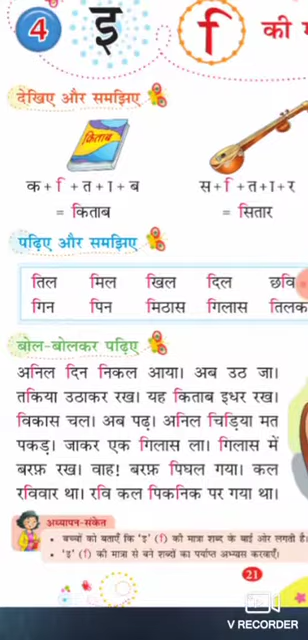 4 इ ि की
देखिए और समझिए
किताब
क + ि + त + ा + ब
= किताब
स + ि + त + ा + र
= सितार
पढ़िए और समझिए
तिल मिल खिल दिल छवि
गिन पिन मिठास गिलास तिलक
बोल-बोलकर पढ़िए
अनिल दिन निकल आया। अब उठ जा।
तकिया उठाकर रख। यह किताब इधर रख।
विकास चल। अब पढ़। अनिल चिड़िया मत
पकड़। जाकर एक गिलास ला। गिलास में
बरफ़ रख। वाह! बरफ़ पिघल गया। कल
रविवार था। रवि कल पिकनिक पर गया था।
अध्यापन-संकेत
• बच्चों को बताएँ कि 'इ' (ि) की मात्रा शब्द के बाईं ओर लगती है।
• 'इ' (ि) की मात्रा से बने शब्दों का पर्याप्त अभ्यास करवाएँ।
21
V RECORDER